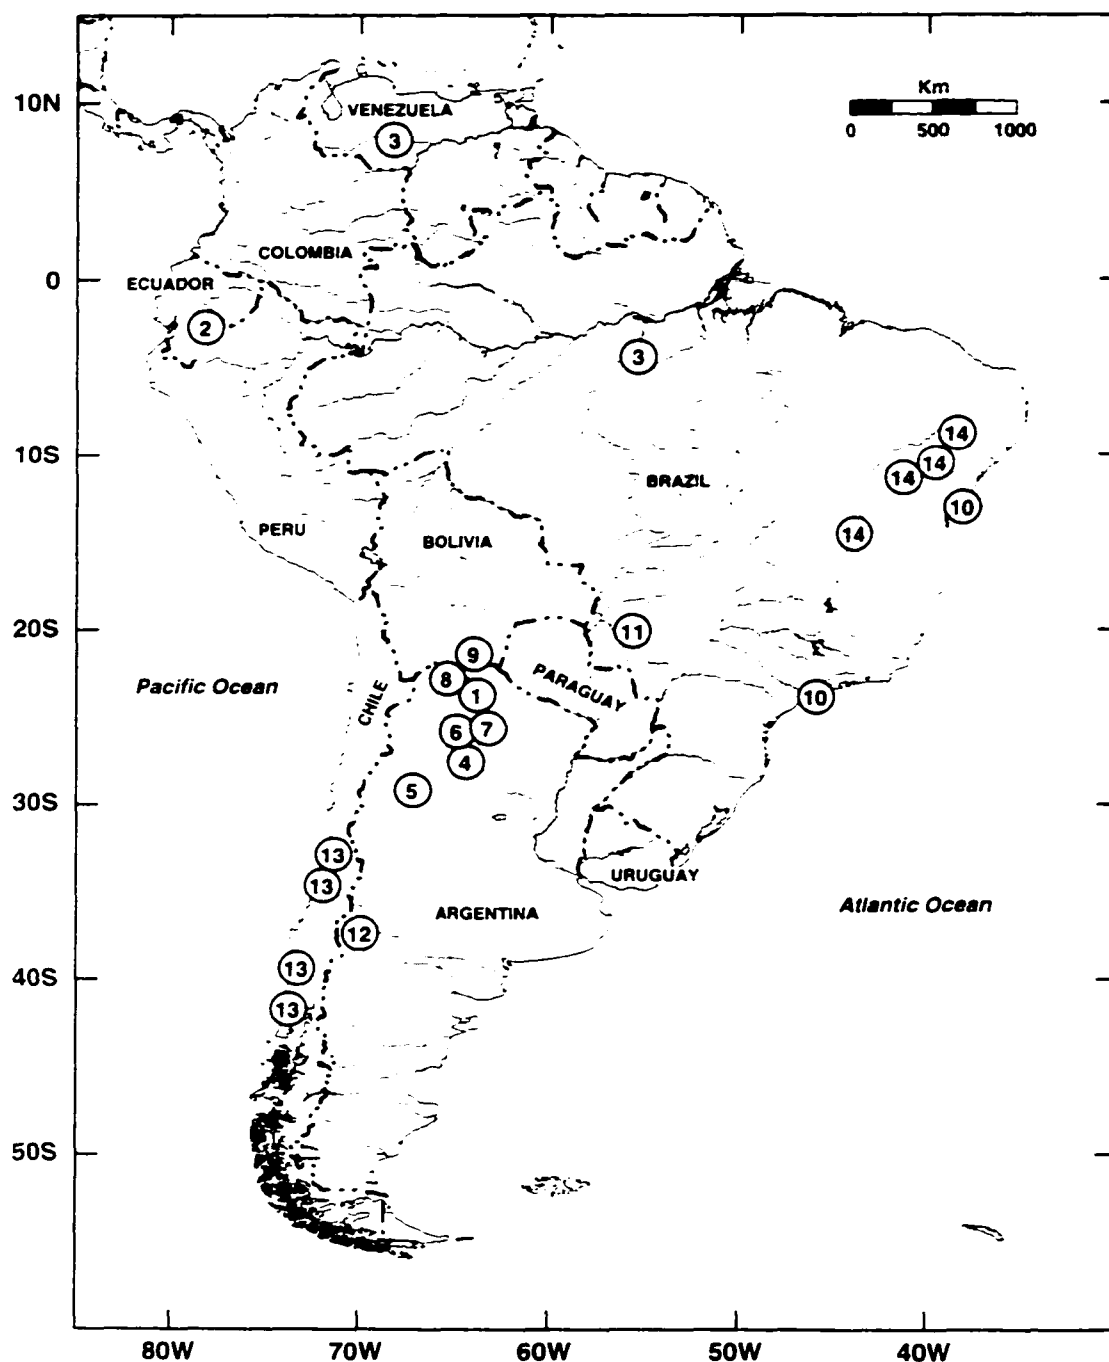 Km
0 500 1000
10N
VENEZUELA
3
COLOMBIA
0
ECUADOR
2
3
14
10S
14
BRAZIL
14
10
PERU
14
BOLIVIA
20S
11
9
8
PARAGUAY
Pacific Ocean
CHILE
1
10
6
7
4
30S
5
13
URUGUAY
13
Atlantic Ocean
ARGENTINA
12
13
40S
13
50S
80W 70W 60W 50W 40W